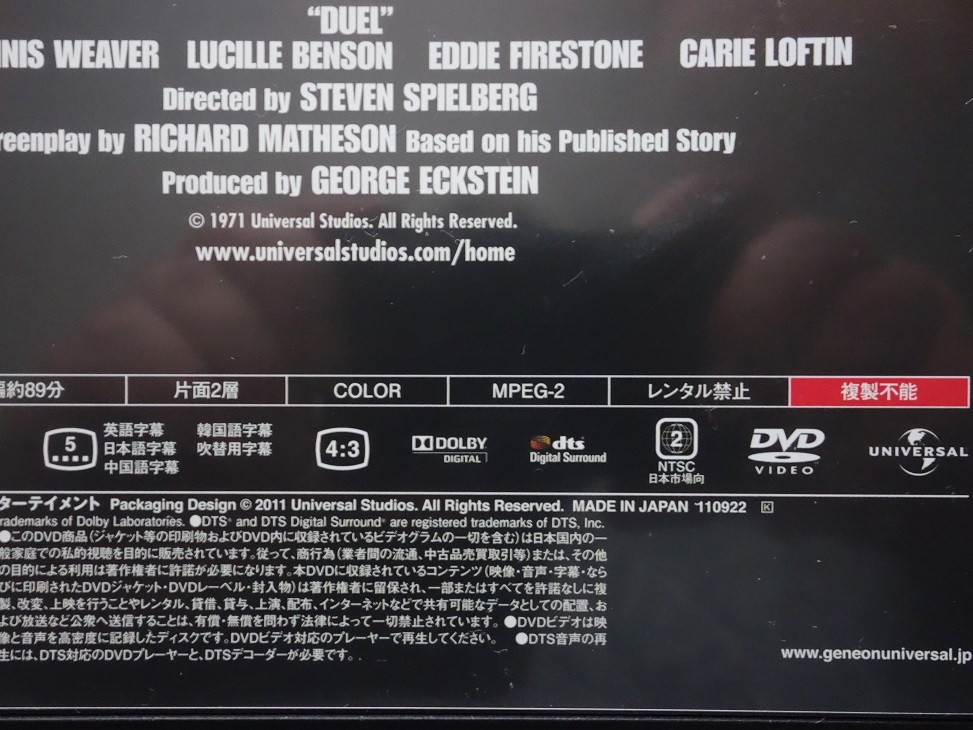 “DUEL”
NIS WEAVER LUCILLE BENSON EDDIE FIRESTONE CARIE LOFTIN
Directed by STEVEN SPIELBERG
reenplay by RICHARD MATHESON Based on his Published Story
Produced by GEORGE ECKSTEIN
© 1971 Universal Studios. All Rights Reserved.
www.universalstudios.com/home
編約89分 片面2層 COLOR MPEG-2 レンタル禁止 複製不能
5 英語字幕 韓国語字幕
日本語字幕 吹替用字幕
中国語字幕
4:3
DOLBY
DIGITAL
dts
Digital Surround
2
NTSC
日本市場向
DVD
VIDEO
UNIVERSAL
ターテイメント Packaging Design © 2011 Universal Studios. All Rights Reserved. MADE IN JAPAN 110922 K
rademarks of Dolby Laboratories. ●DTS® and DTS Digital Surround® are registered trademarks of DTS, Inc.
●このDVD商品(ジャケット等の印刷物およびDVD内に収録されているビデオグラムの一切を含む)は日本国内の一
般家庭での私的視聴を目的に販売されています。従って、商行為(業者間の流通、中古品売買取引等)または、その他
の目的による利用は著作権者に許諾が必要になります。本DVDに収録されているコンテンツ(映像・音声・字幕・なら
びに印刷されたDVDジャケット・DVDレーベル・封入物)は著作権者に留保され、一部またはすべてを許諾なしに複
製、改変、上映を行うことやレンタル、貸借、貸与、上演、配布、インターネットなどで共有可能なデータとしての配置、お
よび放送など公衆へ送信することは、有償・無償を問わず法律によって一切禁止されています。 ●DVDビデオは映
像と音声を高密度に記録したディスクです。DVDビデオ対応のプレーヤーで再生してください。 ●DTS音声の再
生には、DTS対応のDVDプレーヤーと、DTSデコーダーが必要です。
www.geneonuniversal.jp